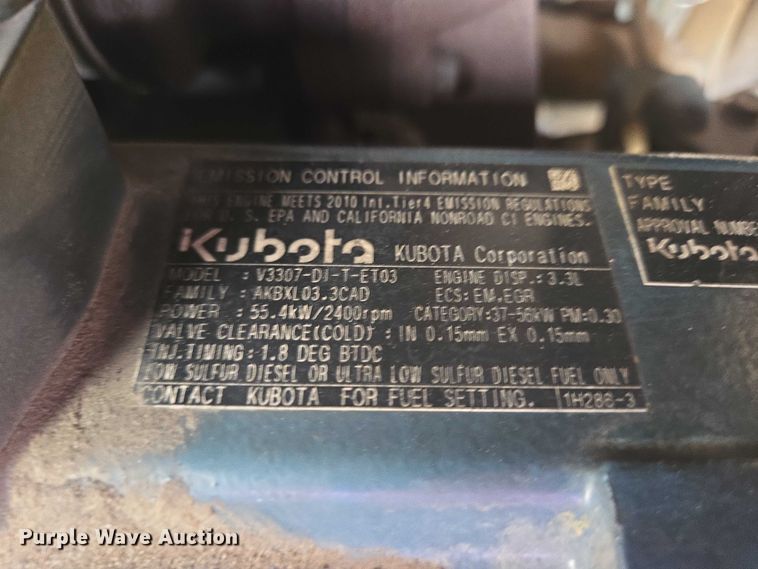 EMISSION CONTROL INFORMATION
THIS ENGINE MEETS 2010 Int.Tier4 EMISSION REGULATIONS
FOR U. S. EPA AND CALIFORNIA NONROAD CI ENGINES.
Kubota KUBOTA Corporation
MODEL : V3307-DI-T-ET03 ENGINE DISP.: 3.3L
FAMILY : AKBXL03.3CAD ECS: EM,EGR
POWER : 55.4kW/2400rpm CATEGORY:37-56kW PM:0.30
VALVE CLEARANCE(COLD) : IN 0.15mm EX 0.15mm
INJ.TIMING: 1.8 DEG BTDC
LOW SULFUR DIESEL OR ULTRA LOW SULFUR DIESEL FUEL ONLY
CONTACT KUBOTA FOR FUEL SETTING. 1H286-3
TYPE
FAMILY
APPROVAL NUMBE
Kubota
Purple Wave Auction